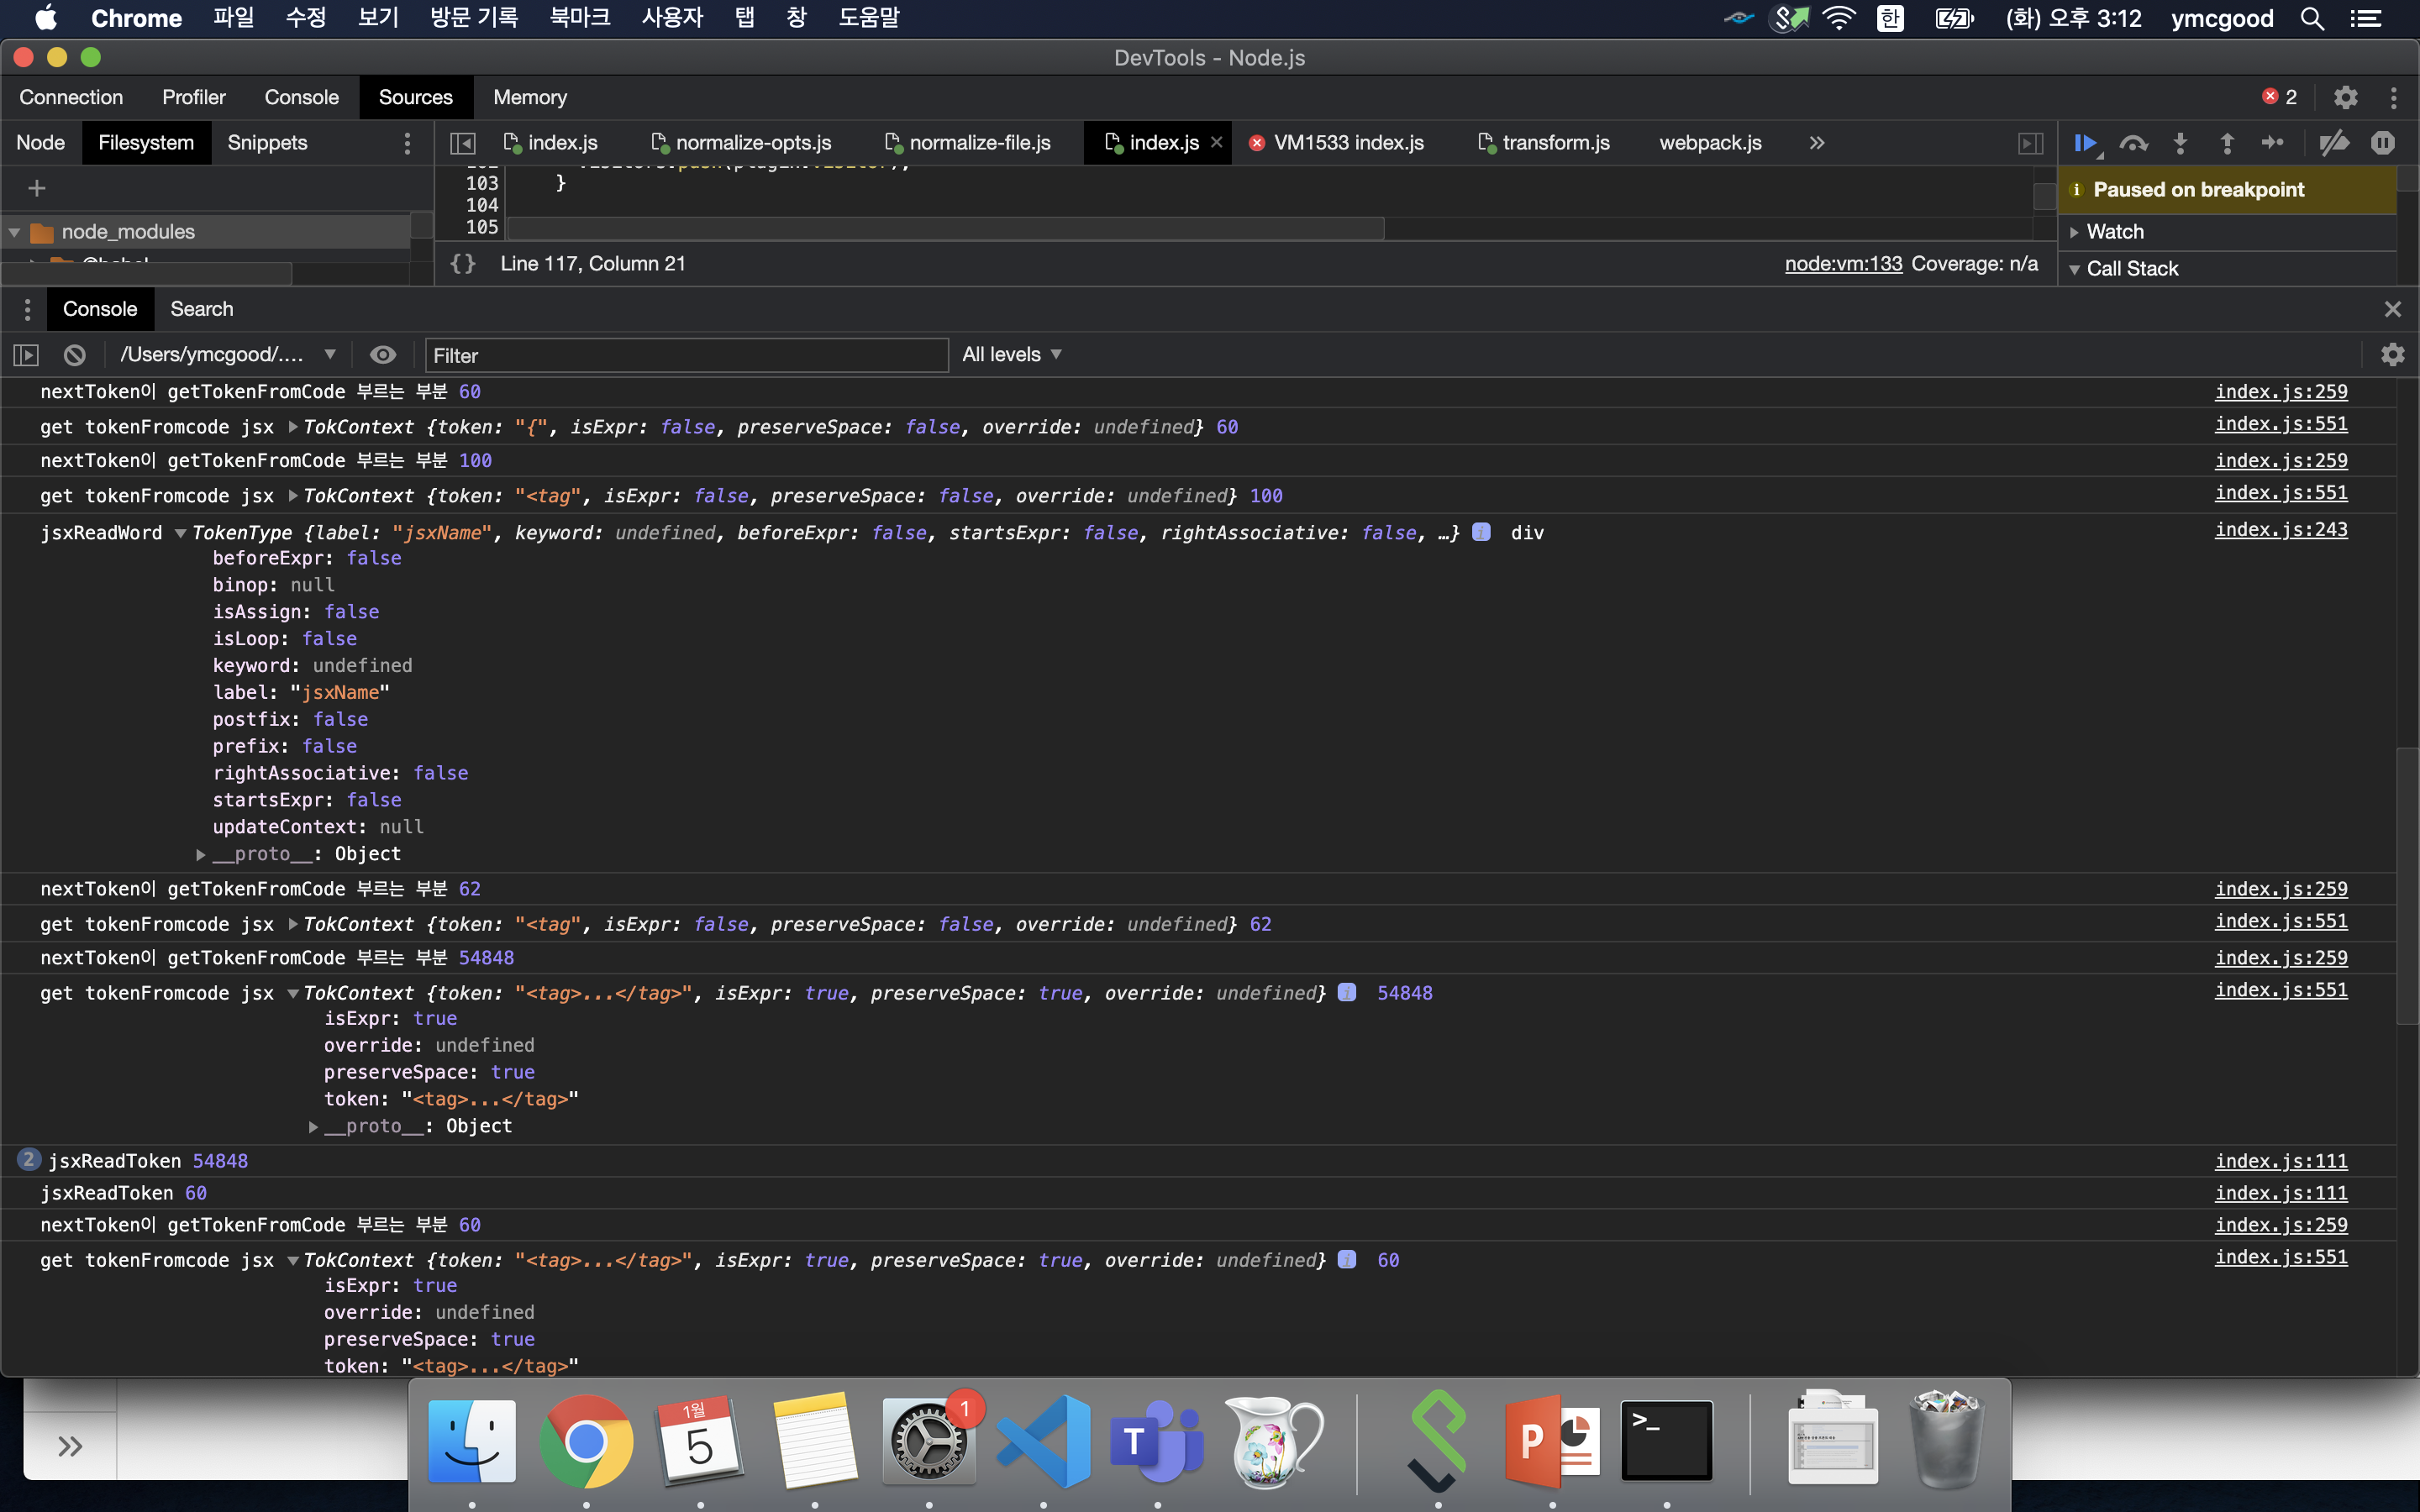 Chrome 파일 수정 보기 방문 기록 북마크 사용자 탭 창 도움말 한 (화) 오후 3:12 ymcgood
DevTools - Node.js
Connection Profiler Console Sources Memory 2
Node Filesystem Snippets index.js normalize-opts.js normalize-file.js index.js VM1533 index.js transform.js webpack.js
103 }
104
105
Paused on breakpoint
node_modules
Watch
{} Line 117, Column 21 node:vm:133 Coverage: n/a
Call Stack
Console Search
/Users/ymcgood/.... Filter All levels
nextToken이 getTokenFromCode 부르는 부분 60 index.js:259
get tokenFromcode jsx TokContext {token: "{", isExpr: false, preserveSpace: false, override: undefined} 60 index.js:551
nextToken이 getTokenFromCode 부르는 부분 100 index.js:259
get tokenFromcode jsx TokContext {token: "<tag", isExpr: false, preserveSpace: false, override: undefined} 100 index.js:551
jsxReadWord TokenType {label: "jsxName", keyword: undefined, beforeExpr: false, startsExpr: false, rightAssociative: false, …} i div index.js:243
beforeExpr: false
binop: null
isAssign: false
isLoop: false
keyword: undefined
label: "jsxName"
postfix: false
prefix: false
rightAssociative: false
startsExpr: false
updateContext: null
__proto__: Object
nextToken이 getTokenFromCode 부르는 부분 62 index.js:259
get tokenFromcode jsx TokContext {token: "<tag", isExpr: false, preserveSpace: false, override: undefined} 62 index.js:551
nextToken이 getTokenFromCode 부르는 부분 54848 index.js:259
get tokenFromcode jsx TokContext {token: "<tag>...</tag>", isExpr: true, preserveSpace: true, override: undefined} i 54848 index.js:551
isExpr: true
override: undefined
preserveSpace: true
token: "<tag>...</tag>"
__proto__: Object
2 jsxReadToken 54848 index.js:111
jsxReadToken 60 index.js:111
nextToken이 getTokenFromCode 부르는 부분 60 index.js:259
get tokenFromcode jsx TokContext {token: "<tag>...</tag>", isExpr: true, preserveSpace: true, override: undefined} i 60 index.js:551
isExpr: true
override: undefined
preserveSpace: true
token: "<tag>...</tag>"
1월
5
1
T
P
>_